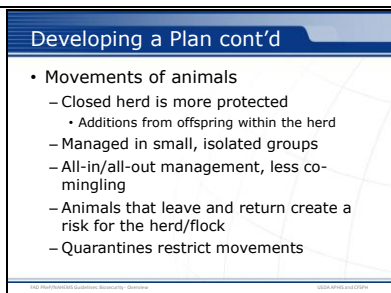 Developing a Plan cont'd
• Movements of animals
– Closed herd is more protected
• Additions from offspring within the herd
– Managed in small, isolated groups
– All-in/all-out management, less co-
mingling
– Animals that leave and return create a
risk for the herd/flock
– Quarantines restrict movements
FAD PReP/NAHEMS Guidelines: Biosecurity - Overview
USDA APHIS and CFSPH